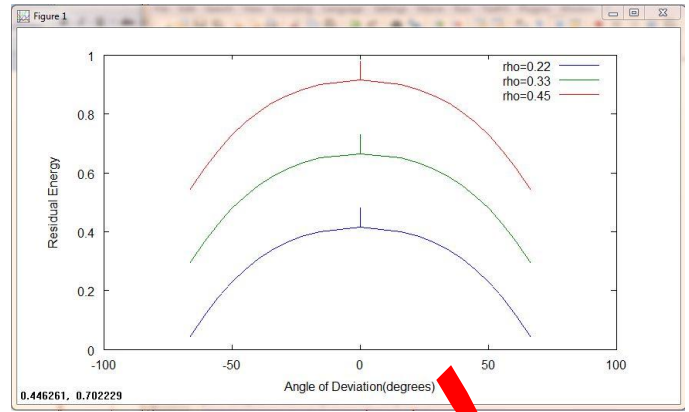 Figure 1
rho=0.22
rho=0.33
rho=0.45
1
0.8
0.6
0.4
0.2
0
Residual Energy
-100 -50 0 50 100
Angle of Deviation(degrees)
0.446261, 0.702229